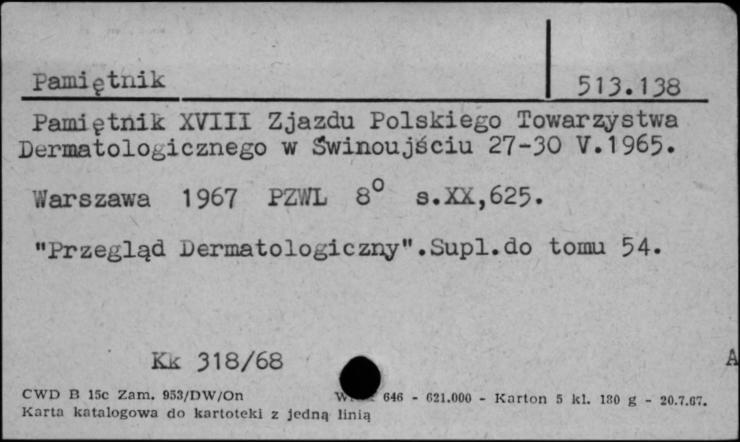 Pamiętnik 513.138
Pamiętnik XVIII Zjazdu Polskiego Towarzystwa
Dermatologicznego w Świnoujściu 27-30 V.1965.
Warszawa 1967 PZWL 8° s.XX,625.
"Przegląd Dermatologiczny".Supl.do tomu 54.
Kk 318/68
A
CWD B 15c Zam. 953/DW/On 646 - 621.000 - Karton 5 kl. 180 g - 20.7.67.
Karta katalogowa do kartoteki z jedną linią